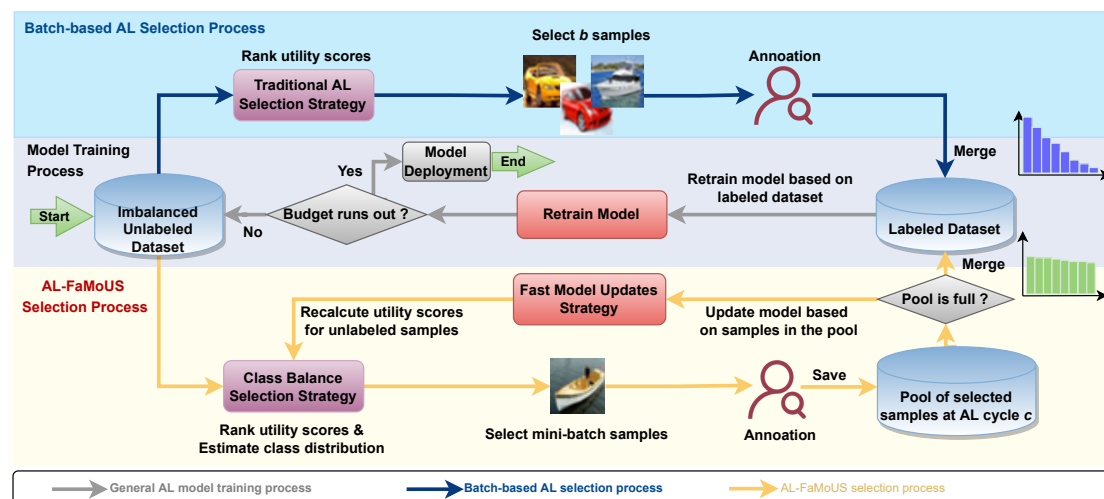 Batch-based AL Selection Process
Rank utility scores
Traditional AL
Selection Strategy
Select b samples
Annoation
Merge
Model Training
Process
Start
Imbalanced
Unlabeled
Dataset
No
Budget runs out ?
Yes
Model
Deployment
End
Retrain Model
Retrain model based on
labeled dataset
Labeled Dataset
Merge
AL-FaMoUS
Selection Process
Recalcute utility scores
for unlabeled samples
Fast Model Updates
Strategy
Update model based
on samples in the pool
Pool is full ?
Class Balance
Selection Strategy
Rank utility scores &
Estimate class distribution
Select mini-batch samples
Annoation
Save
Pool of selected
samples at AL cycle c
General AL model training process
Batch-based AL selection process
AL-FaMoUS selection process